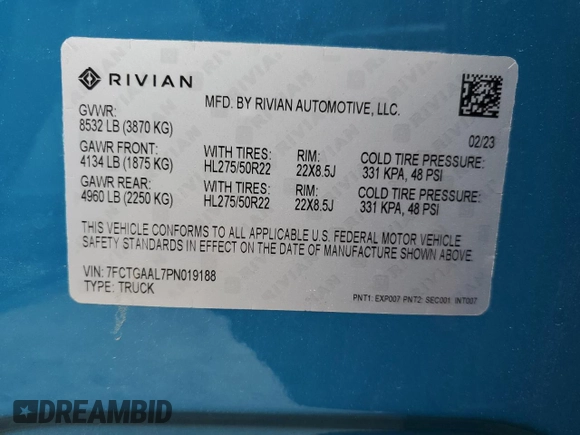 RIVIAN
MFD. BY RIVIAN AUTOMOTIVE, LLC.
GVWR:
8532 LB (3870 KG)
02/23
GAWR FRONT: WITH TIRES: RIM: COLD TIRE PRESSURE:
4134 LB (1875 KG) HL275/50R22 22X8.5J 331 KPA, 48 PSI
GAWR REAR: WITH TIRES: RIM: COLD TIRE PRESSURE:
4960 LB (2250 KG) HL275/50R22 22X8.5J 331 KPA, 48 PSI
THIS VEHICLE CONFORMS TO ALL APPLICABLE U.S. FEDERAL MOTOR VEHICLE
SAFETY STANDARDS IN EFFECT ON THE DATE OF MANUFACTURE SHOWN ABOVE.
VIN: 7FCTGAAL7PN019188
TYPE: TRUCK
PNT1: EXP007 PNT2: SEC001 INT007
DREAMBID